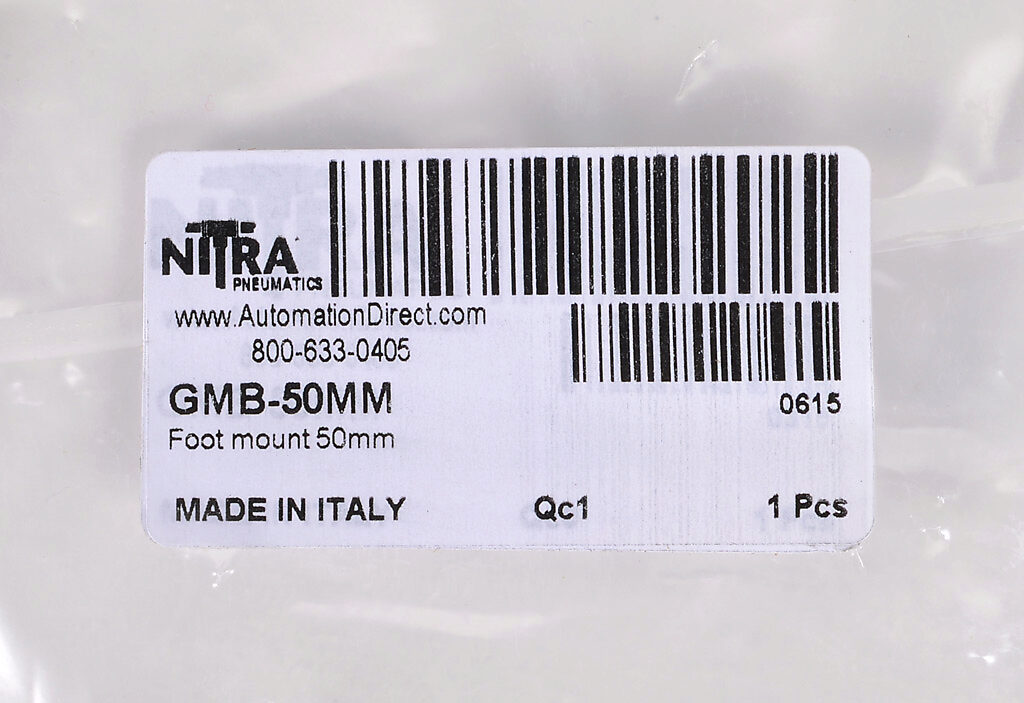 NITRA
PNEUMATICS
www.AutomationDirect.com
800-633-0405
GMB-50MM
0615
Foot mount 50mm
MADE IN ITALY Qc1 1 Pcs